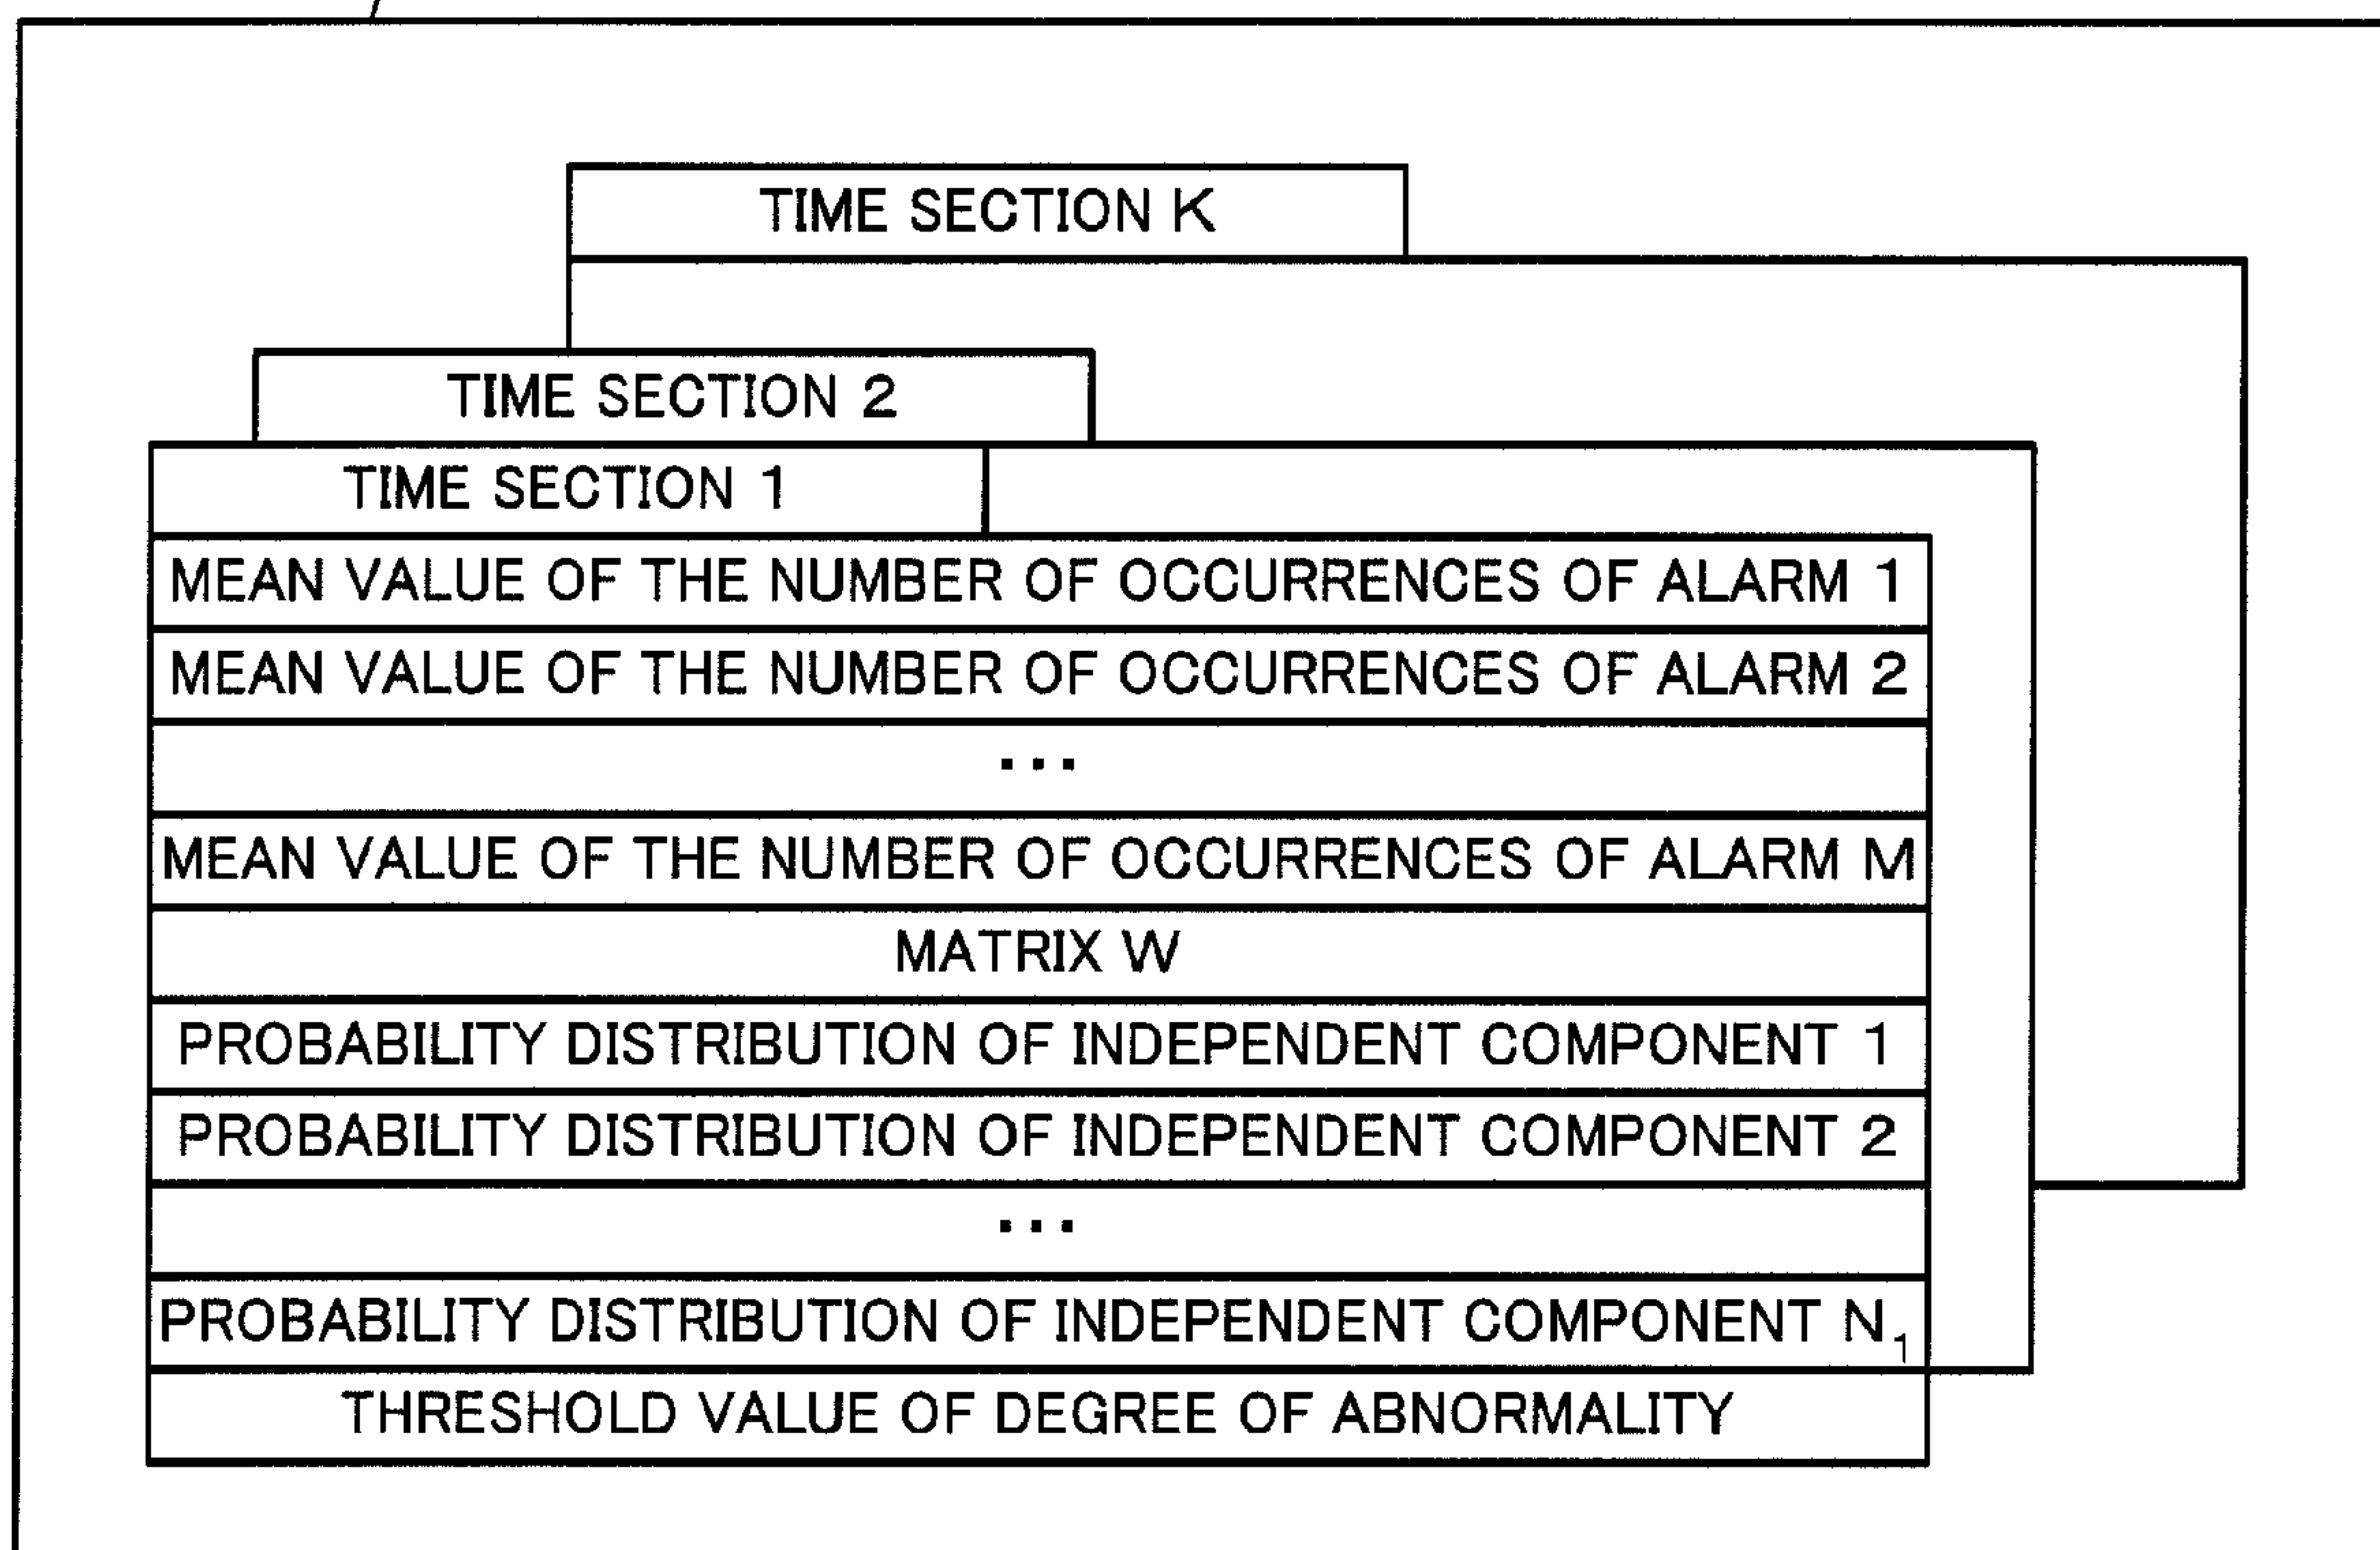 TIME SECTION K
TIME SECTION 2
TIME SECTION 1
MEAN VALUE OF THE NUMBER OF OCCURRENCES OF ALARM 1
MEAN VALUE OF THE NUMBER OF OCCURRENCES OF ALARM 2
...
MEAN VALUE OF THE NUMBER OF OCCURRENCES OF ALARM M
MATRIX W
PROBABILITY DISTRIBUTION OF INDEPENDENT COMPONENT 1
PROBABILITY DISTRIBUTION OF INDEPENDENT COMPONENT 2
...
PROBABILITY DISTRIBUTION OF INDEPENDENT COMPONENT N₁
THRESHOLD VALUE OF DEGREE OF ABNORMALITY